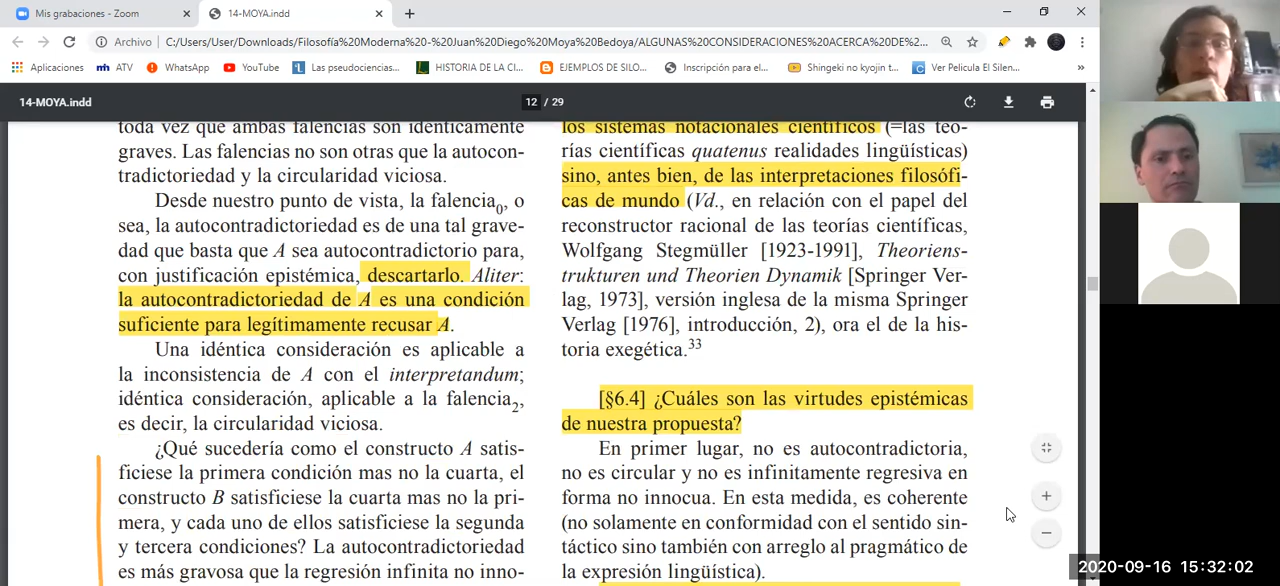 Mis grabaciones - Zoom
14-MOYA.indd
Archivo
C:/Users/User/Downloads/Filosofía%20Moderna%20-%20Juan%20Diego%20Moya%20Bedoya/ALGUNAS%20CONSIDERACIONES%20ACERCA%20DE%...
Aplicaciones
mh ATV
WhatsApp
YouTube
Las pseudociencias...
HISTORIA DE LA CI...
EJEMPLOS DE SILO...
Inscripción para el...
Shingeki no kyojin t...
Ver Pelicula El Silen...
»
14-MOYA.indd
12 / 29
toda vez que ambas falencias son idénticamente
graves. Las falencias no son otras que la autocon-
tradictoriedad y la circularidad viciosa.
Desde nuestro punto de vista, la falencia0, o
sea, la autocontradictoriedad es de una tal grave-
dad que basta que A sea autocontradictorio para,
con justificación epistémica, descartarlo. Aliter:
la autocontradictoriedad de A es una condición
suficiente para legítimamente recusar A.
Una idéntica consideración es aplicable a
la inconsistencia de A con el interpretandum;
idéntica consideración, aplicable a la falencia2,
es decir, la circularidad viciosa.
¿Qué sucedería como el constructo A satis-
ficiese la primera condición mas no la cuarta, el
constructo B satisficiese la cuarta mas no la pri-
mera, y cada uno de ellos satisficiese la segunda
y tercera condiciones? La autocontradictoriedad
es más gravosa que la regresión infinita no inno-
los sistemas notacionales científicos (=las teo-
rías científicas quatenus realidades lingüísticas)
sino, antes bien, de las interpretaciones filosófi-
cas de mundo (Vd., en relación con el papel del
reconstructor racional de las teorías científicas,
Wolfgang Stegmüller [1923-1991], Theoriens-
trukturen und Theorien Dynamik [Springer Ver-
lag, 1973], versión inglesa de la misma Springer
Verlag [1976], introducción, 2), ora el de la his-
toria exegética.33
[§6.4] ¿Cuáles son las virtudes epistémicas
de nuestra propuesta?
En primer lugar, no es autocontradictoria,
no es circular y no es infinitamente regresiva en
forma no innocua. En esta medida, es coherente
(no solamente en conformidad con el sentido sin-
táctico sino también con arreglo al pragmático de
la expresión lingüística).
2020-09-16 15:32:02